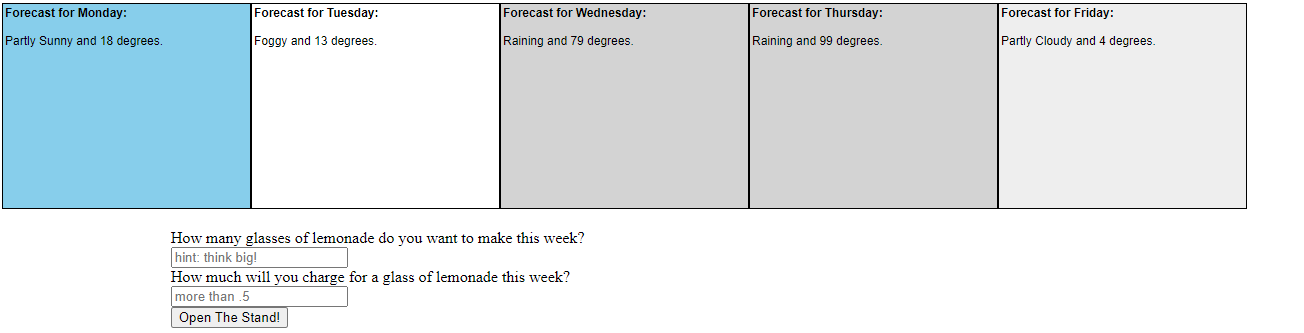 Forecast for Monday:
Partly Sunny and 18 degrees.
Forecast for Tuesday:
Foggy and 13 degrees.
Forecast for Wednesday:
Raining and 79 degrees.
Forecast for Thursday:
Raining and 99 degrees.
Forecast for Friday:
Partly Cloudy and 4 degrees.
How many glasses of lemonade do you want to make this week?
hint: think big!
How much will you charge for a glass of lemonade this week?
more than .5
Open The Stand!